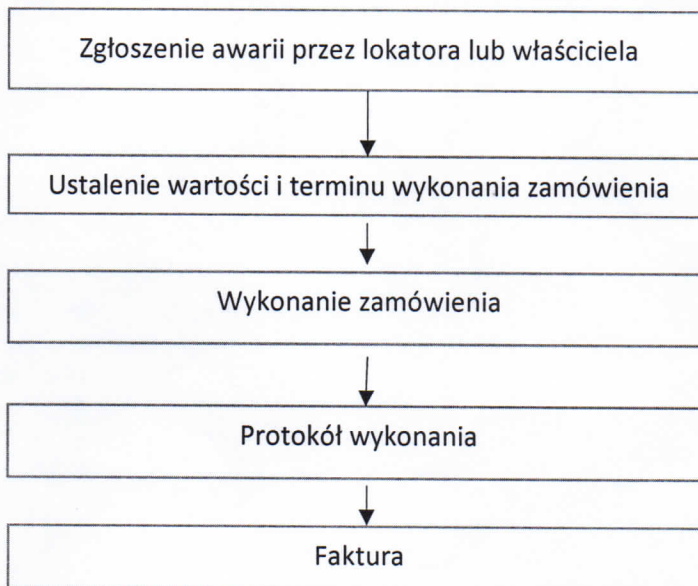 Zgłoszenie awarii przez lokatora lub właściciela
Ustalenie wartości i terminu wykonania zamówienia
Wykonanie zamówienia
Protokół wykonania
Faktura